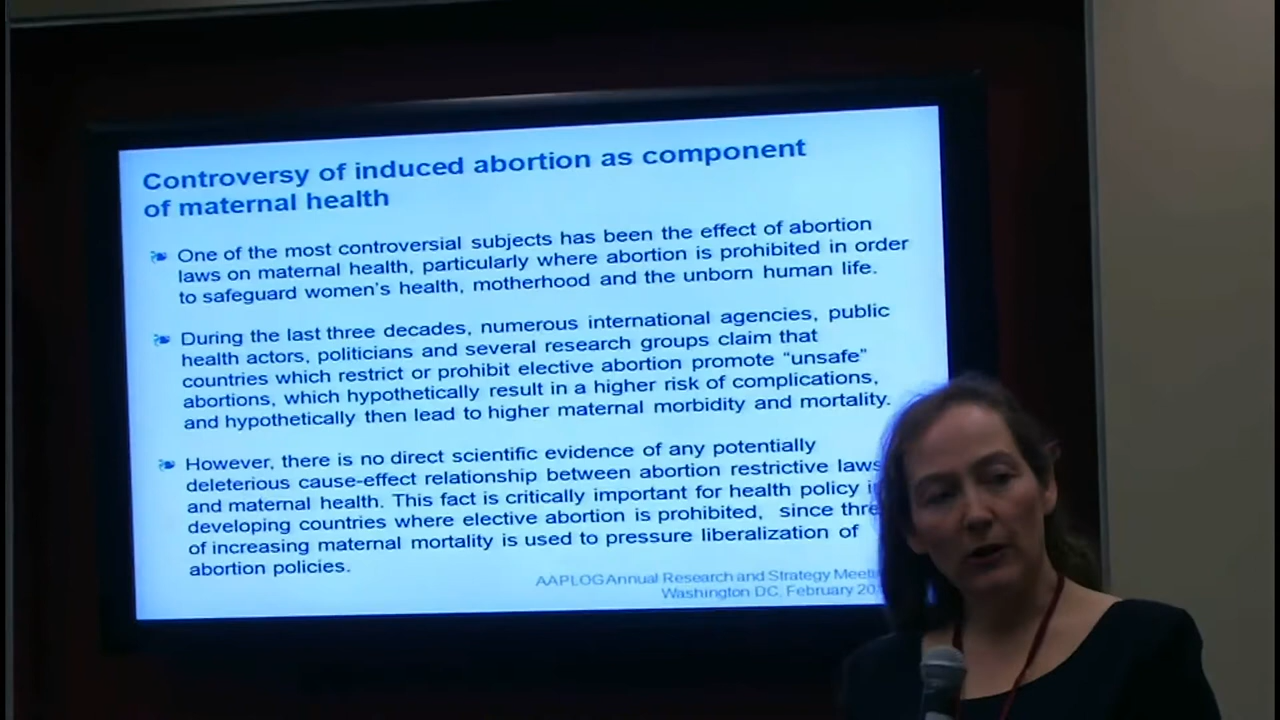 Controversy of induced abortion as component
of maternal health
One of the most controversial subjects has been the effect of abortion
laws on maternal health, particularly where abortion is prohibited in order
to safeguard women's health, motherhood and the unborn human life.
During the last three decades, numerous international agencies, public
health actors, politicians and several research groups claim that
countries which restrict or prohibit elective abortion promote “unsafe”
abortions, which hypothetically result in a higher risk of complications,
and hypothetically then lead to higher maternal morbidity and mortality.
However, there is no direct scientific evidence of any potentially
deleterious cause-effect relationship between abortion restrictive laws
and maternal health. This fact is critically important for health policy
developing countries where elective abortion is prohibited, since
of increasing maternal mortality is used to pressure liberalization of
abortion policies.
AAPLOG Annual Research and Strategy
Washington DC, February